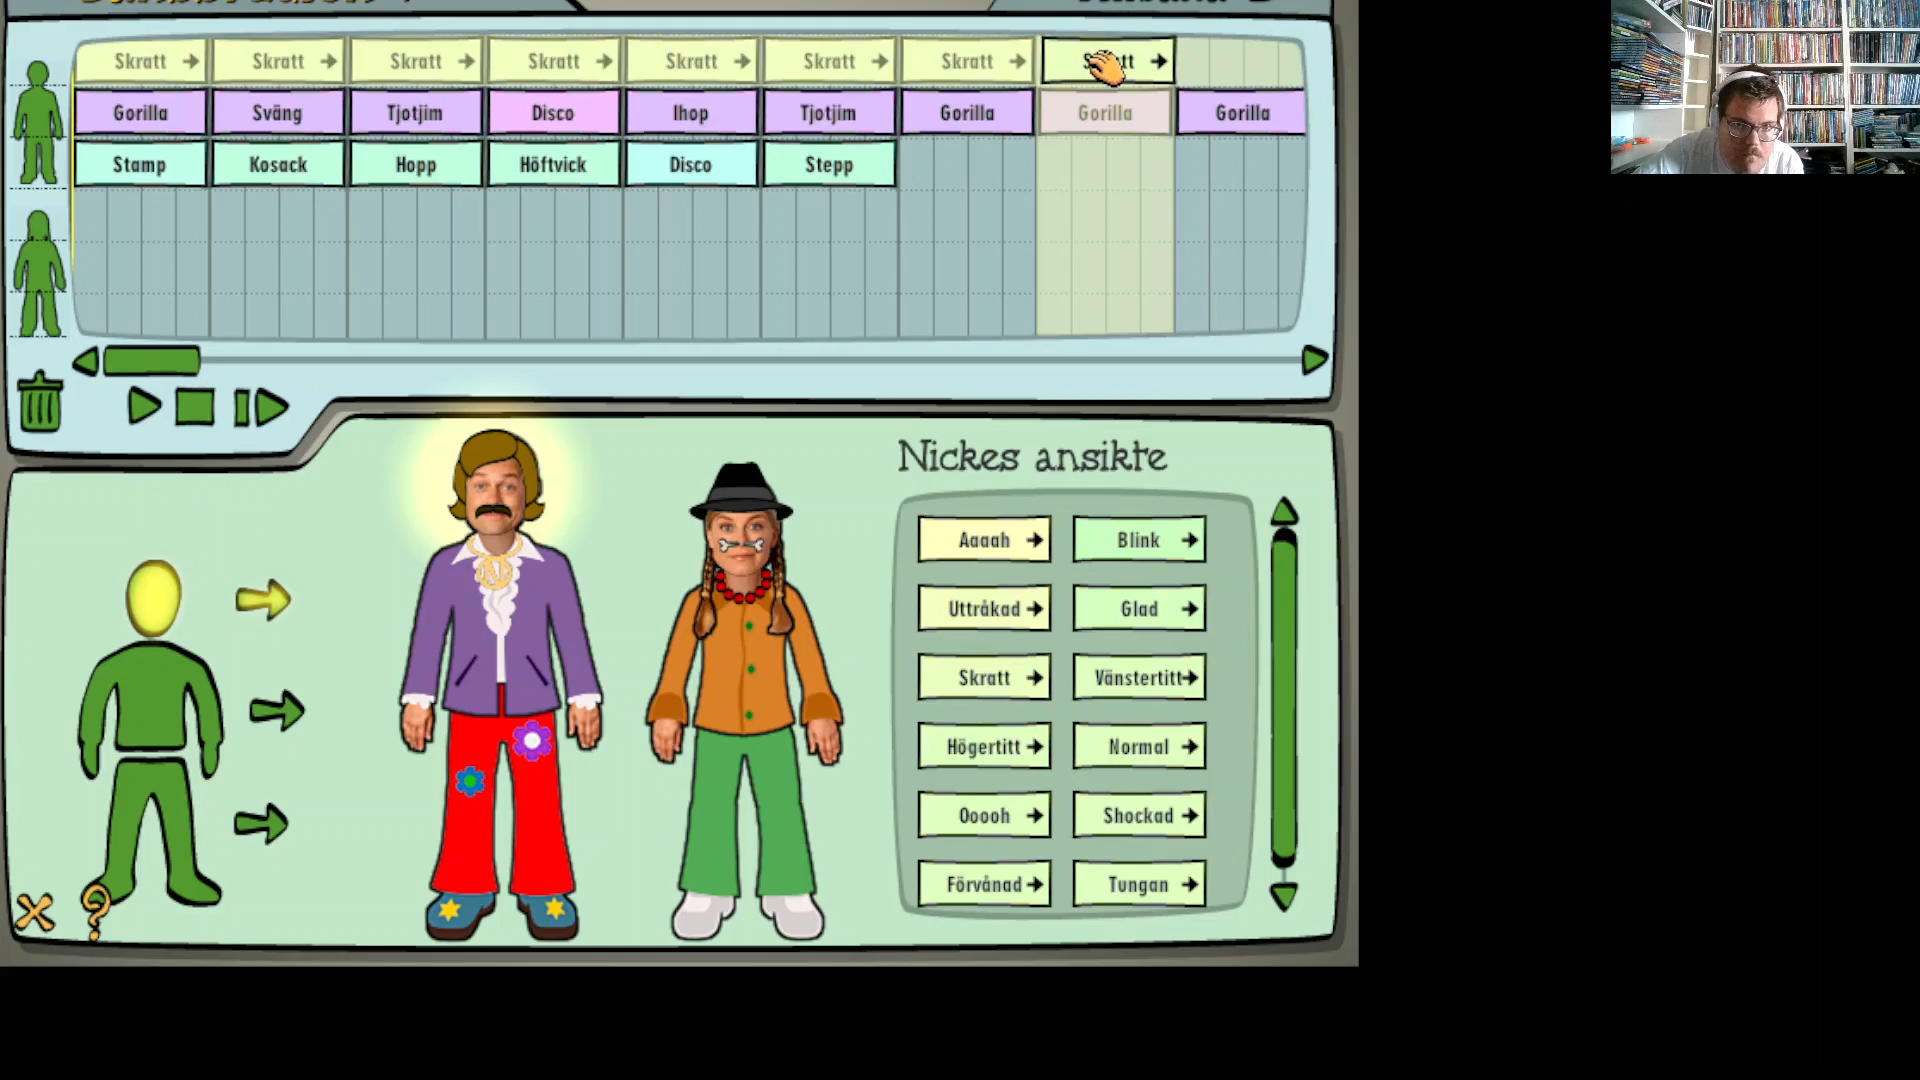 Skratt Skratt Skratt Skratt Skratt Skratt Skratt
Gorilla Sväng Tjotjim Disco Ihop Tjotjim Gorilla Gorilla Gorilla
Stamp Kosack Hopp Höftvick Disco Stepp
Nickes ansikte
Aaaah Blink
Uttråkad Glad
Skratt Vänstertitt
Högertitt Normal
Ooooh Shockad
Förvånad Tungan